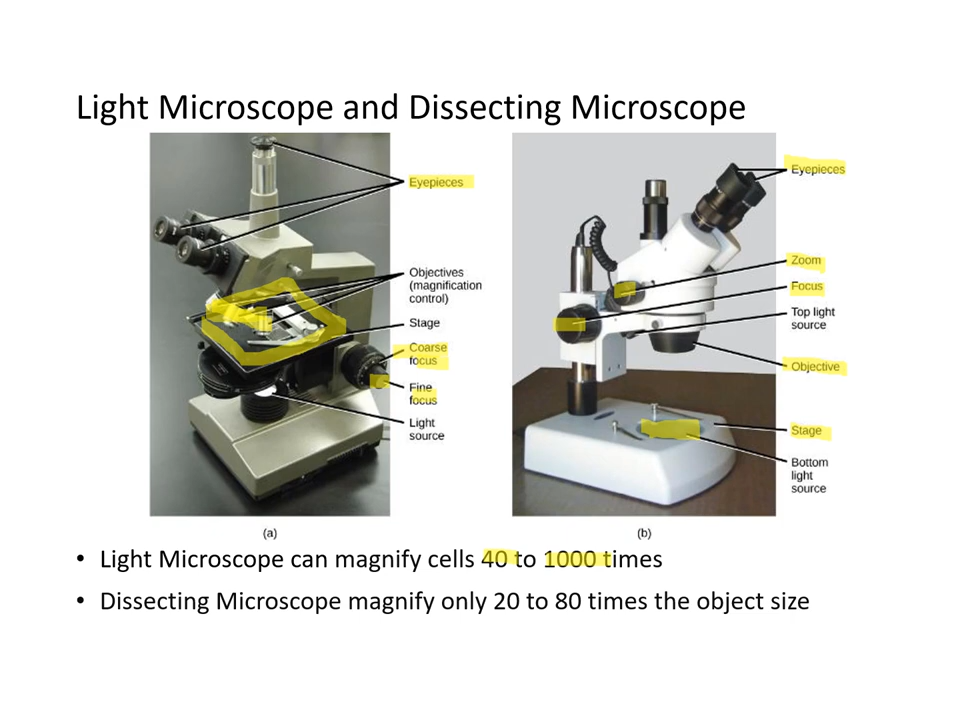 Light Microscope and Dissecting Microscope
Eyepieces
Objectives
(magnification
control)
Stage
Coarse
focus
Fine
focus
Light
source
(a)
Eyepieces
Zoom
Focus
Top light
source
Objective
Stage
Bottom
light
source
(b)
• Light Microscope can magnify cells 40 to 1000 times
• Dissecting Microscope magnify only 20 to 80 times the object size